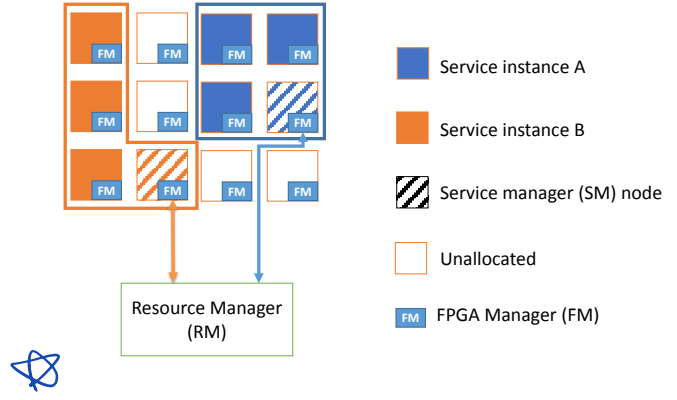 FM FM FM FM
Service instance A
FM FM FM FM
Service instance B
FM FM FM FM
Service manager (SM) node
Unallocated
Resource Manager
(RM)
FM FPGA Manager (FM)